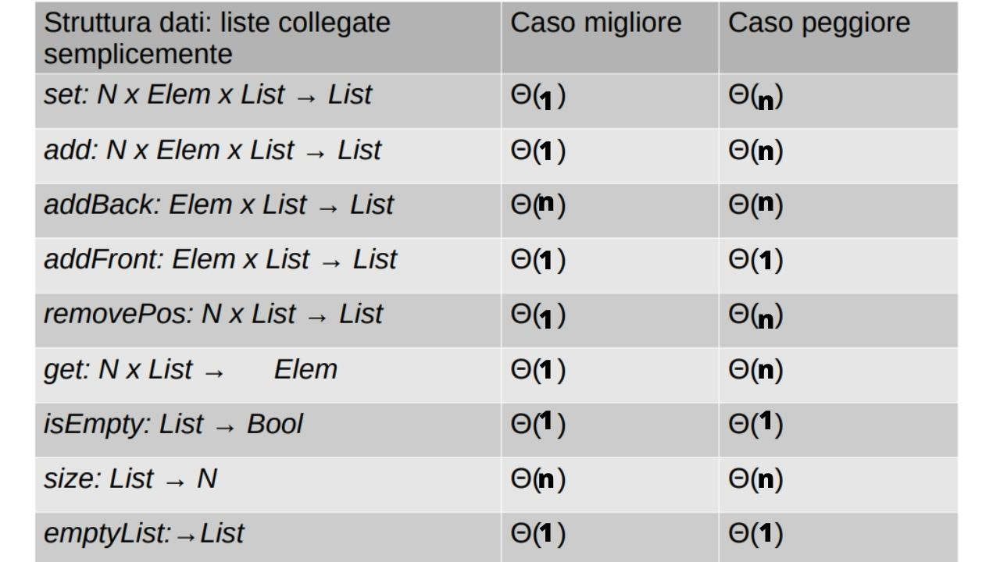 Struttura dati: liste collegate semplicemente Caso migliore Caso peggiore
set: N x Elem x List → List Θ(1) Θ(n)
add: N x Elem x List → List Θ(1) Θ(n)
addBack: Elem x List → List Θ(n) Θ(n)
addFront: Elem x List → List Θ(1) Θ(1)
removePos: N x List → List Θ(1) Θ(n)
get: N x List → Elem Θ(1) Θ(n)
isEmpty: List → Bool Θ(1) Θ(1)
size: List → N Θ(n) Θ(n)
emptyList:→List Θ(1) Θ(1)